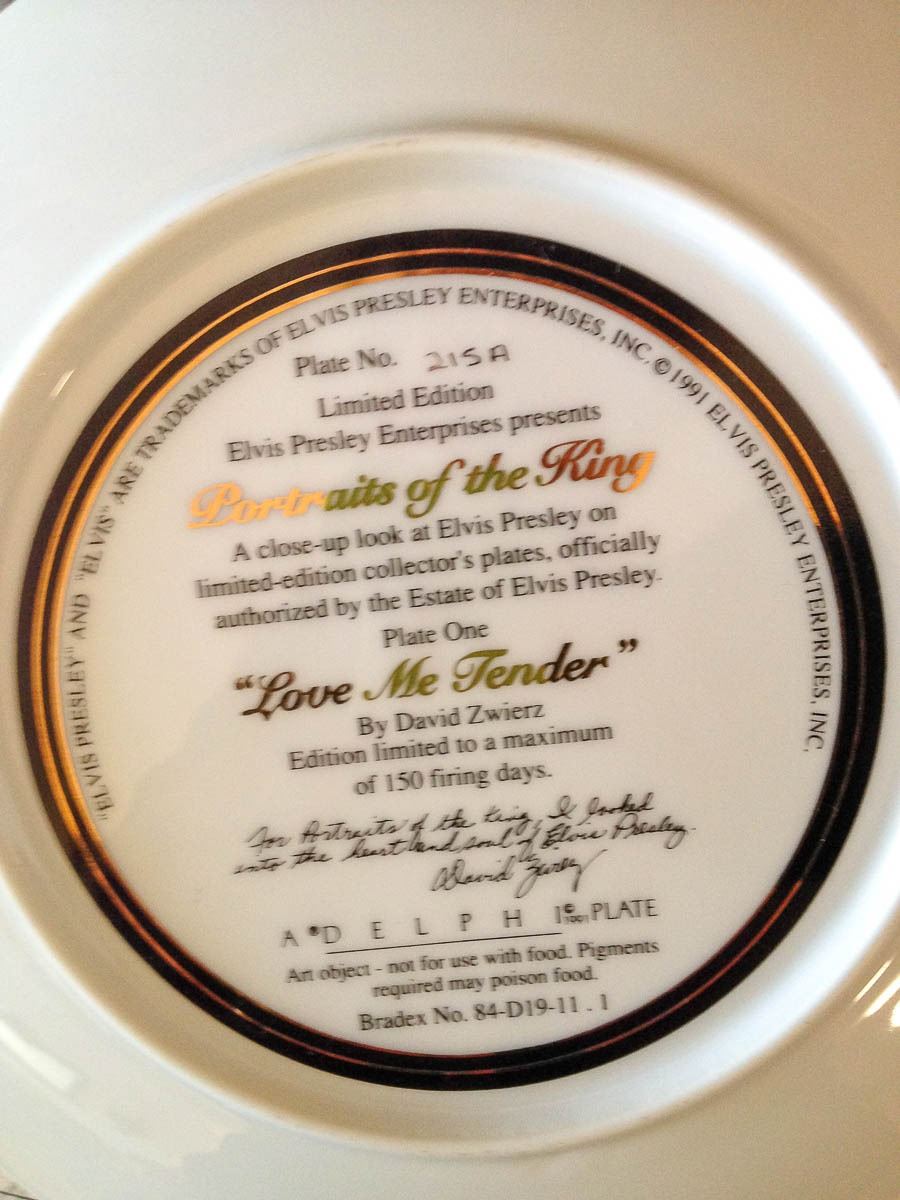 "ELVIS PRESLEY" AND "ELVIS" ARE TRADEMARKS OF ELVIS PRESLEY ENTERPRISES, INC. © 1991 ELVIS PRESLEY ENTERPRISES, INC.
Plate No. 215A
Limited Edition
Elvis Presley Enterprises presents
Portraits of the King
A close-up look at Elvis Presley on
limited-edition collector's plates, officially
authorized by the Estate of Elvis Presley.
Plate One
"Love Me Tender"
By David Zwierz
Edition limited to a maximum
of 150 firing days.
For Portraits of the King, I looked
into the heart and soul of Elvis Presley.
David Zwierz
A ®DELPHI ©1991 PLATE
Art object - not for use with food. Pigments
required may poison food.
Bradex No. 84-D19-11 . 1